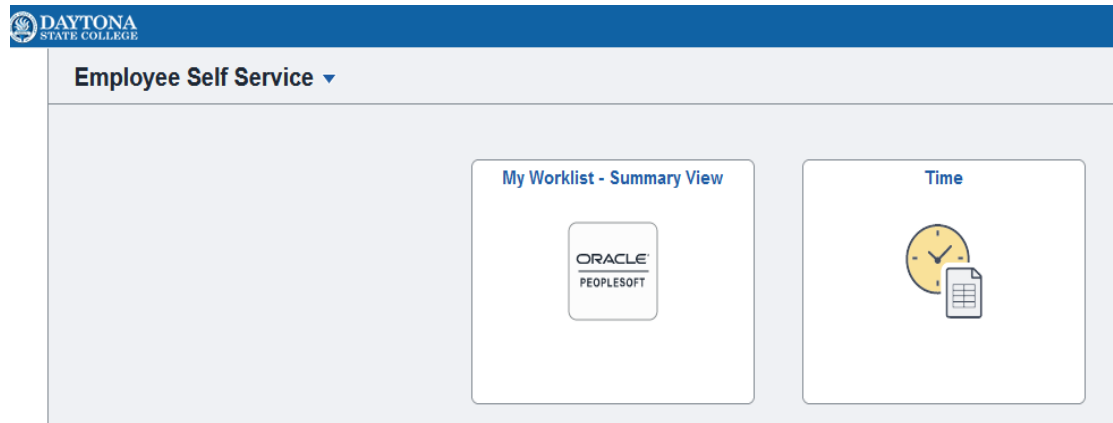 DAYTONA
STATE COLLEGE
Employee Self Service
My Worklist - Summary View
Time
ORACLE
PEOPLESOFT